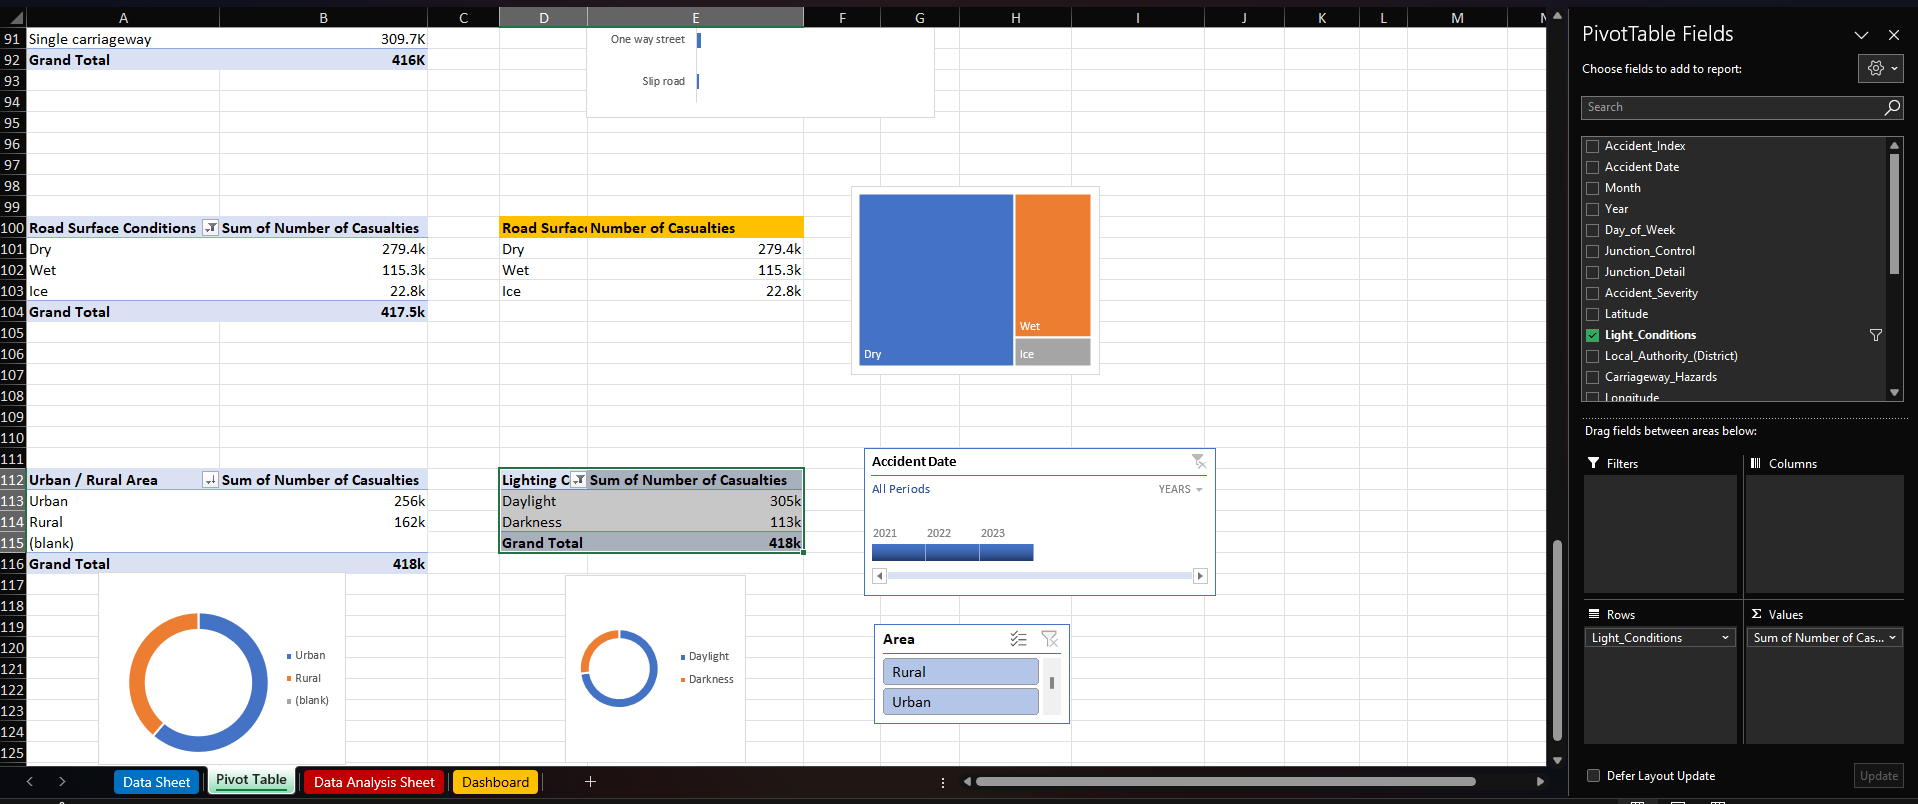 A B C D E F G H I J K L M N
91 Single carriageway 309.7K
92 Grand Total 416K
93
94
95
96
97
98
99
100 Road Surface Conditions Sum of Number of Casualties
101 Dry 279.4k
102 Wet 115.3k
103 Ice 22.8k
104 Grand Total 417.5k
105
106
107
108
109
110
111
112 Urban / Rural Area Sum of Number of Casualties
113 Urban 256k
114 Rural 162k
115 (blank)
116 Grand Total 418k
117
118
119
120
121
122
123
124
125
One way street
Slip road
Road Surfac Number of Casualties
Dry 279.4k
Wet 115.3k
Ice 22.8k
Dry
Wet
Ice
Lighting C Sum of Number of Casualties
Daylight 305k
Darkness 113k
Grand Total 418k
Accident Date
All Periods YEARS
2021 2022 2023
Area
Rural
Urban
Urban
Rural
(blank)
Daylight
Darkness
Data Sheet Pivot Table Data Analysis Sheet Dashboard +
PivotTable Fields
Choose fields to add to report:
Search
Accident_Index
Accident Date
Month
Year
Day_of_Week
Junction_Control
Junction_Detail
Accident_Severity
Latitude
Light_Conditions
Local_Authority_(District)
Carriageway_Hazards
Longitude
Drag fields between areas below:
Filters
Columns
Rows
Light_Conditions
Σ Values
Sum of Number of Cas...
Defer Layout Update
Update